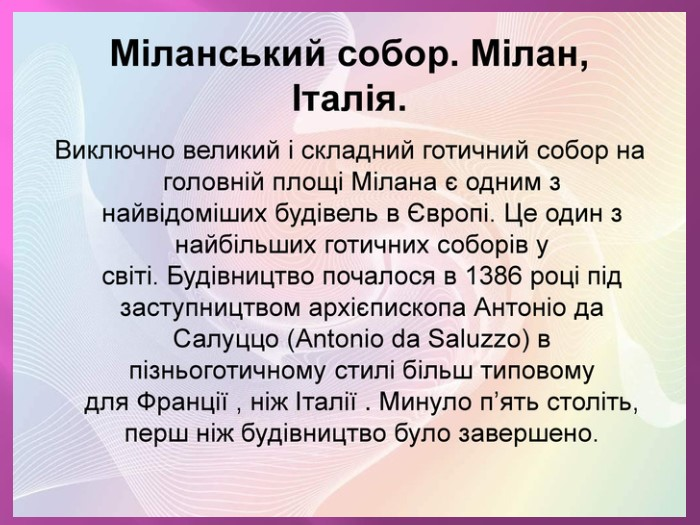 Міланський собор. Мілан,
Італія.
Виключно великий і складний готичний собор на
головній площі Мілана є одним з
найвідоміших будівель в Європі. Це один з
найбільших готичних соборів у
світі. Будівництво почалося в 1386 році під
заступництвом архієпископа Антоніо да
Салуццо (Antonio da Saluzzo) в
пізньоготичному стилі більш типовому
для Франції , ніж Італії . Минуло п’ять століть,
перш ніж будівництво було завершено.